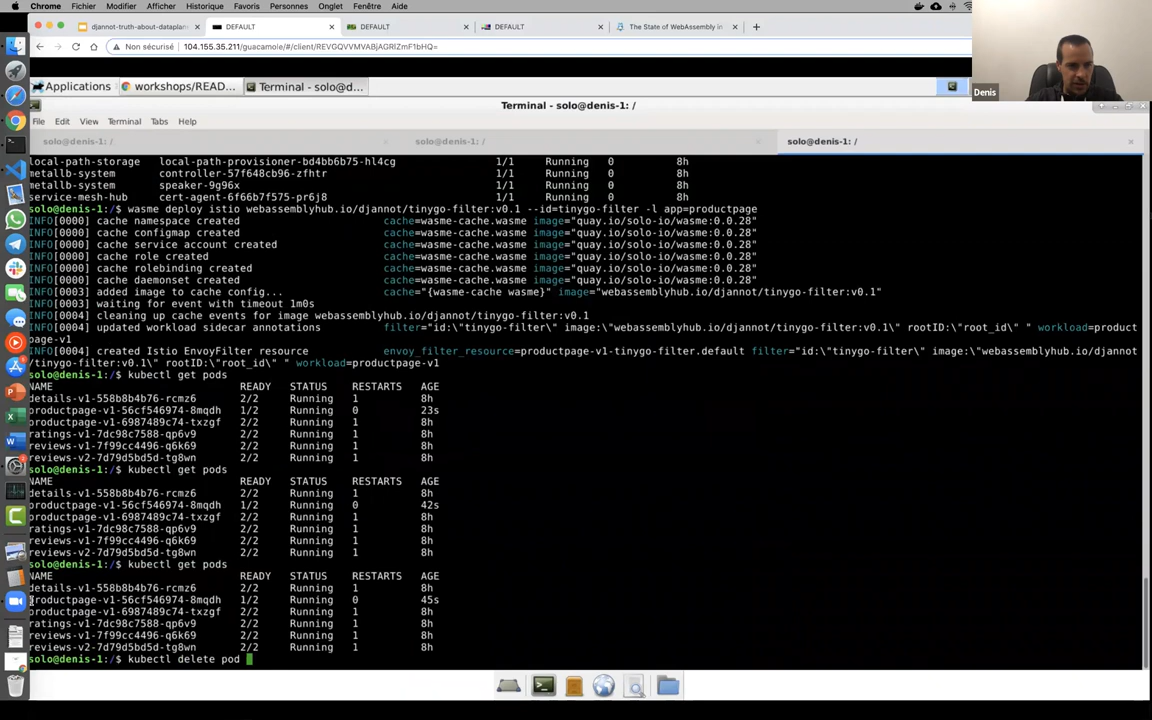 Chrome Fichier Modifier Afficher Historique Favoris Personnes Onglet Fenêtre Aide
djannot-truth-about-dataplan
DEFAULT
DEFAULT
DEFAULT
The State of WebAssembly in
Non sécurisé 104.155.35.211/guacamole/#/client/REVGQVVMVABjAGRIZmF1bHQ=
Denis
Applications workshops/READ... Terminal - solo@d...
Terminal - solo@denis-1: /
File Edit View Terminal Tabs Help
solo@denis-1: / solo@denis-1: / solo@denis-1: /
local-path-storage local-path-provisioner-bd4bb6b75-hl4cg 1/1 Running 0 8h
metallb-system controller-57f648cb96-zfhtr 1/1 Running 0 8h
metallb-system speaker-9g96x 1/1 Running 0 8h
service-mesh-hub cert-agent-6f66b7f575-pr6j8 1/1 Running 0 8h
solo@denis-1:/$ wasme deploy istio webassemblyhub.io/djannot/tinygo-filter:v0.1 --id=tinygo-filter -l app=productpage
INFO[0000] cache namespace created cache=wasme-cache.wasme image="quay.io/solo-io/wasme:0.0.28"
INFO[0000] cache configmap created cache=wasme-cache.wasme image="quay.io/solo-io/wasme:0.0.28"
INFO[0000] cache service account created cache=wasme-cache.wasme image="quay.io/solo-io/wasme:0.0.28"
INFO[0000] cache role created cache=wasme-cache.wasme image="quay.io/solo-io/wasme:0.0.28"
INFO[0000] cache rolebinding created cache=wasme-cache.wasme image="quay.io/solo-io/wasme:0.0.28"
INFO[0000] cache daemonset created cache=wasme-cache.wasme image="quay.io/solo-io/wasme:0.0.28"
INFO[0003] added image to cache config... cache="{wasme-cache wasme}" image="webassemblyhub.io/djannot/tinygo-filter:v0.1"
INFO[0003] waiting for event with timeout 1m0s
INFO[0004] cleaning up cache events for image webassemblyhub.io/djannot/tinygo-filter:v0.1
INFO[0004] updated workload sidecar annotations filter="id:\"tinygo-filter\" image:\"webassemblyhub.io/djannot/tinygo-filter:v0.1\" rootID:\"root_id\" " workload=product
page-v1
INFO[0004] created Istio EnvoyFilter resource envoy_filter_resource=productpage-v1-tinygo-filter.default filter="id:\"tinygo-filter\" image:\"webassemblyhub.io/djannot
/tinygo-filter:v0.1\" rootID:\"root_id\" " workload=productpage-v1
solo@denis-1:/$ kubectl get pods
NAME READY STATUS RESTARTS AGE
details-v1-558b8b4b76-rcmz6 2/2 Running 1 8h
productpage-v1-56cf546974-8mqdh 1/2 Running 0 23s
productpage-v1-6987489c74-txzgf 2/2 Running 1 8h
ratings-v1-7dc98c7588-qp6v9 2/2 Running 1 8h
reviews-v1-7f99cc4496-q6k69 2/2 Running 1 8h
reviews-v2-7d79d5bd5d-tg8wn 2/2 Running 1 8h
solo@denis-1:/$ kubectl get pods
NAME READY STATUS RESTARTS AGE
details-v1-558b8b4b76-rcmz6 2/2 Running 1 8h
productpage-v1-56cf546974-8mqdh 1/2 Running 0 42s
productpage-v1-6987489c74-txzgf 2/2 Running 1 8h
ratings-v1-7dc98c7588-qp6v9 2/2 Running 1 8h
reviews-v1-7f99cc4496-q6k69 2/2 Running 1 8h
reviews-v2-7d79d5bd5d-tg8wn 2/2 Running 1 8h
solo@denis-1:/$ kubectl get pods
NAME READY STATUS RESTARTS AGE
details-v1-558b8b4b76-rcmz6 2/2 Running 1 8h
productpage-v1-56cf546974-8mqdh 1/2 Running 0 45s
productpage-v1-6987489c74-txzgf 2/2 Running 1 8h
ratings-v1-7dc98c7588-qp6v9 2/2 Running 1 8h
reviews-v1-7f99cc4496-q6k69 2/2 Running 1 8h
reviews-v2-7d79d5bd5d-tg8wn 2/2 Running 1 8h
solo@denis-1:/$ kubectl delete pod